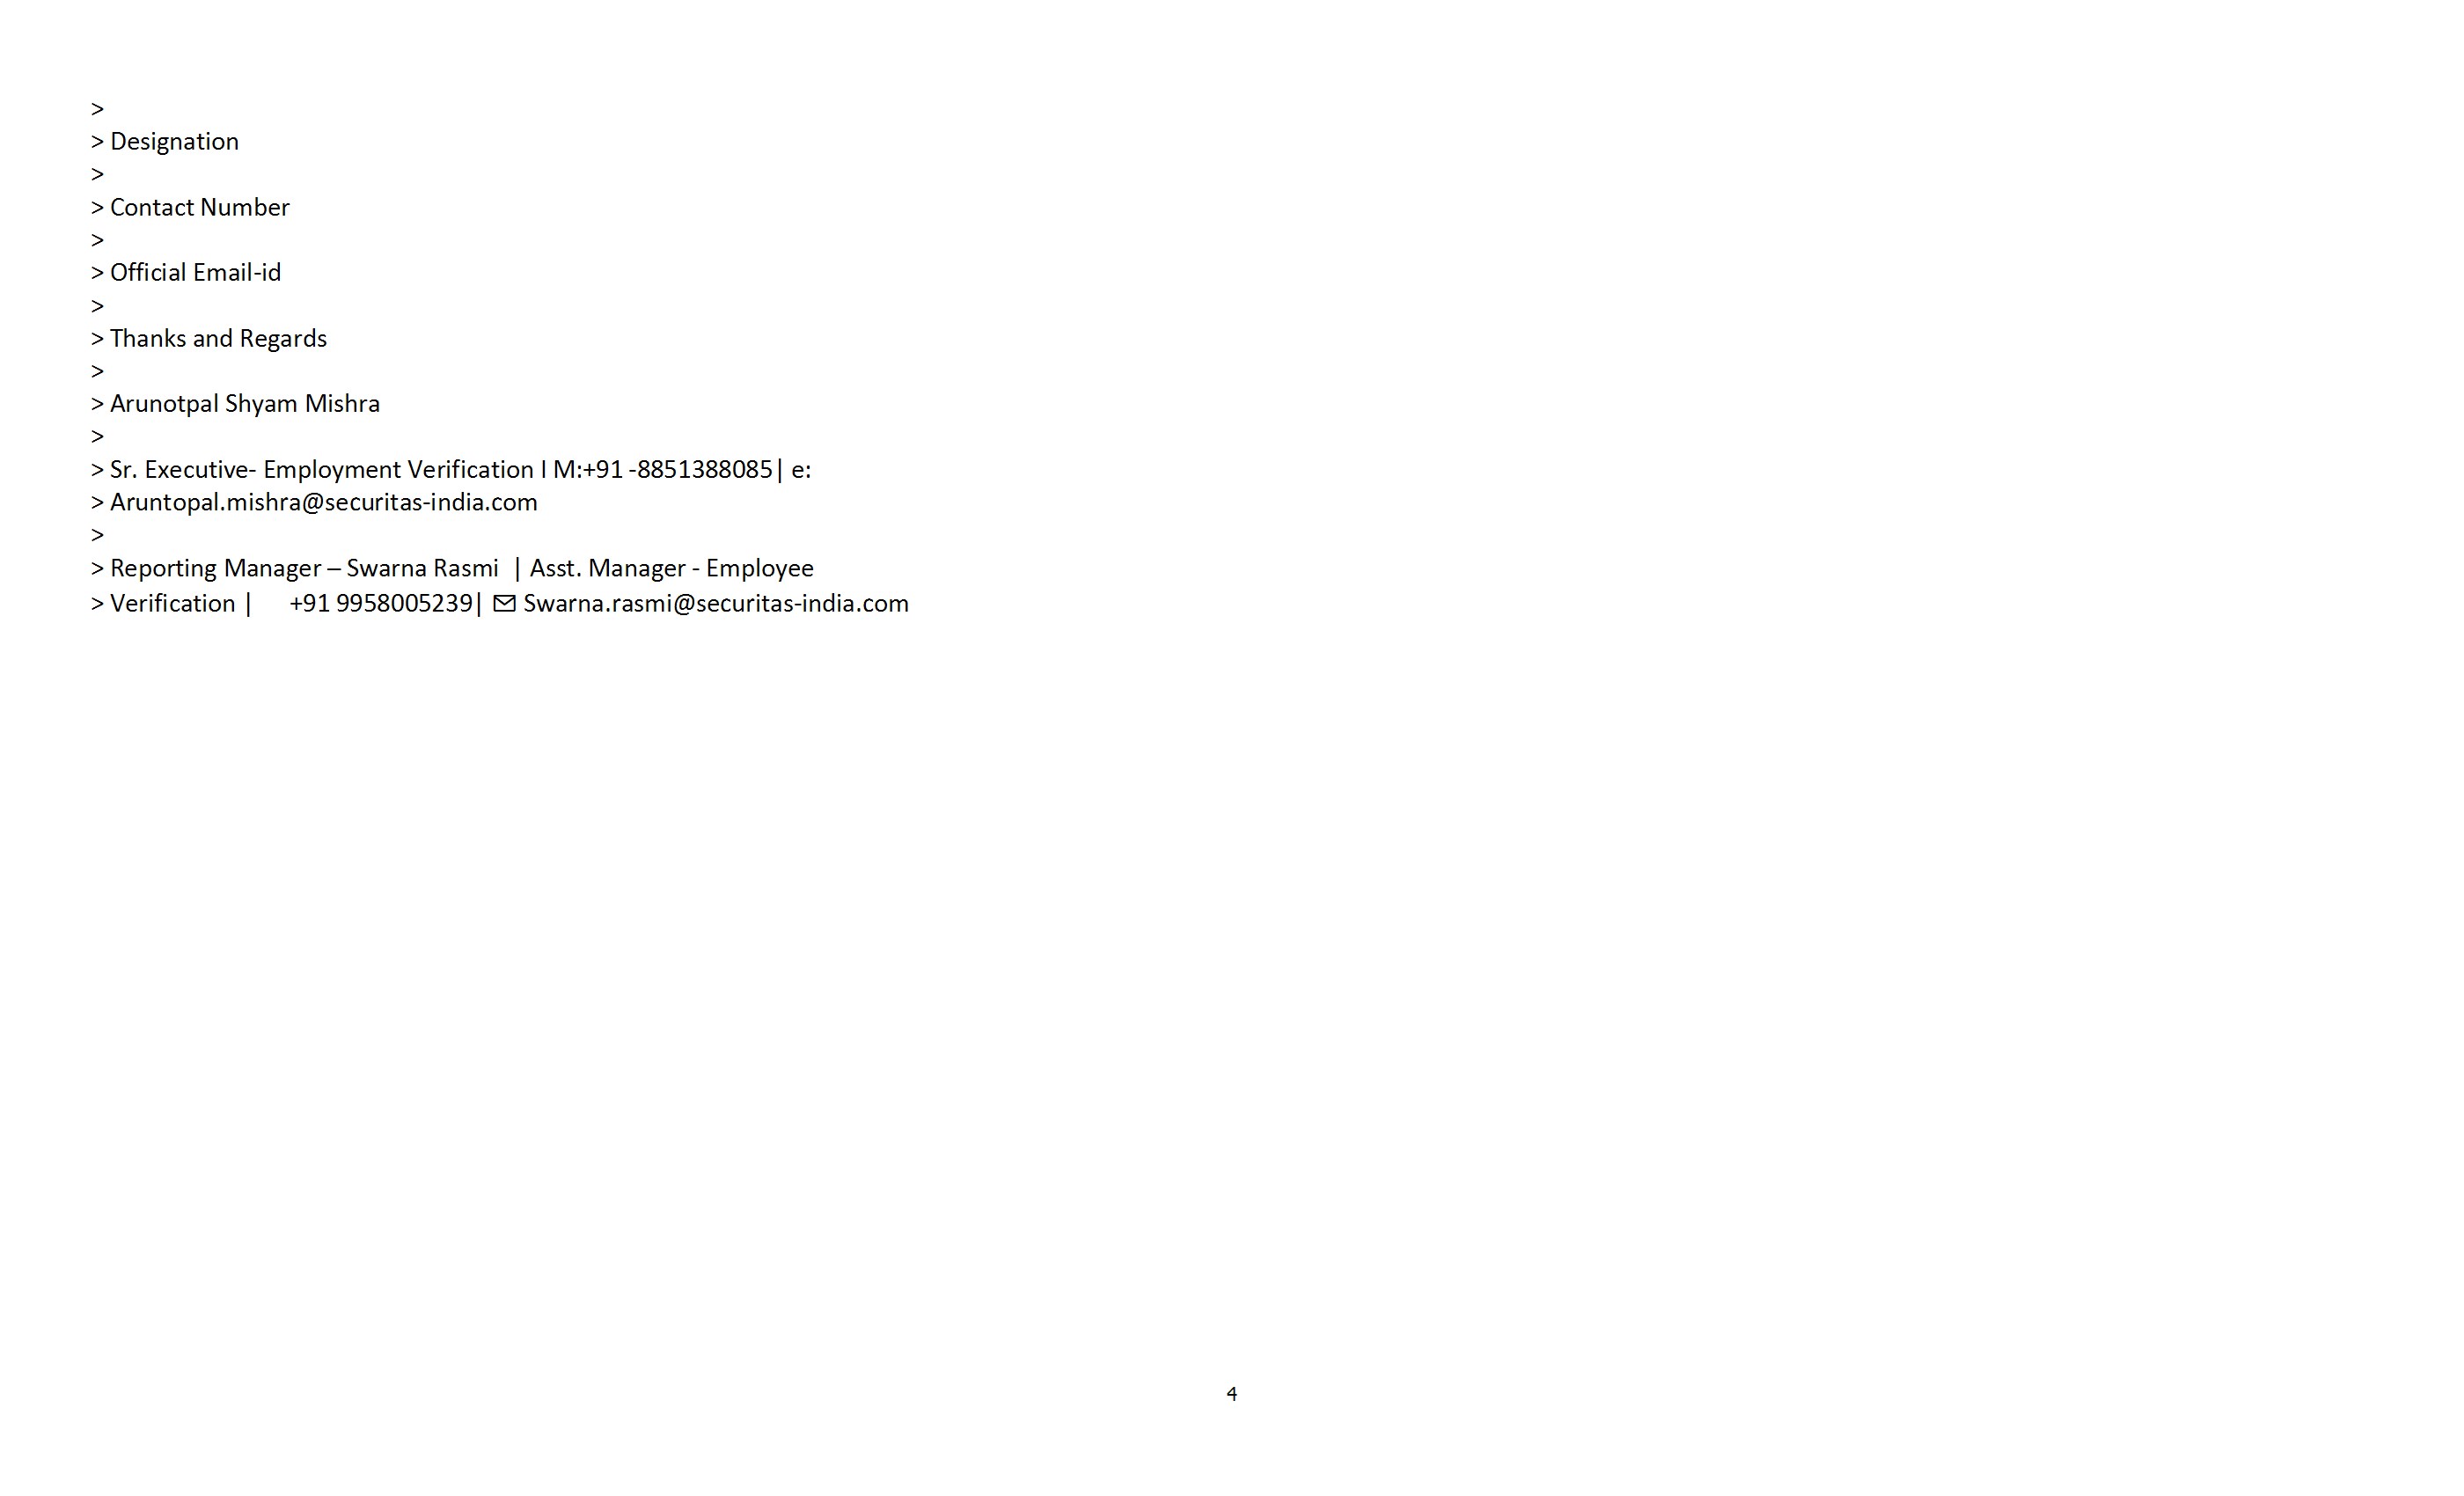 >
> Designation
>
> Contact Number
>
> Official Email-id
>
> Thanks and Regards
>
> Arunotpal Shyam Mishra
>
> Sr. Executive- Employment Verification I M:+91 -8851388085| e:
> Aruntopal.mishra@securitas-india.com
>
> Reporting Manager – Swarna Rasmi | Asst. Manager - Employee
> Verification | +91 9958005239| 🖂 Swarna.rasmi@securitas-india.com
4